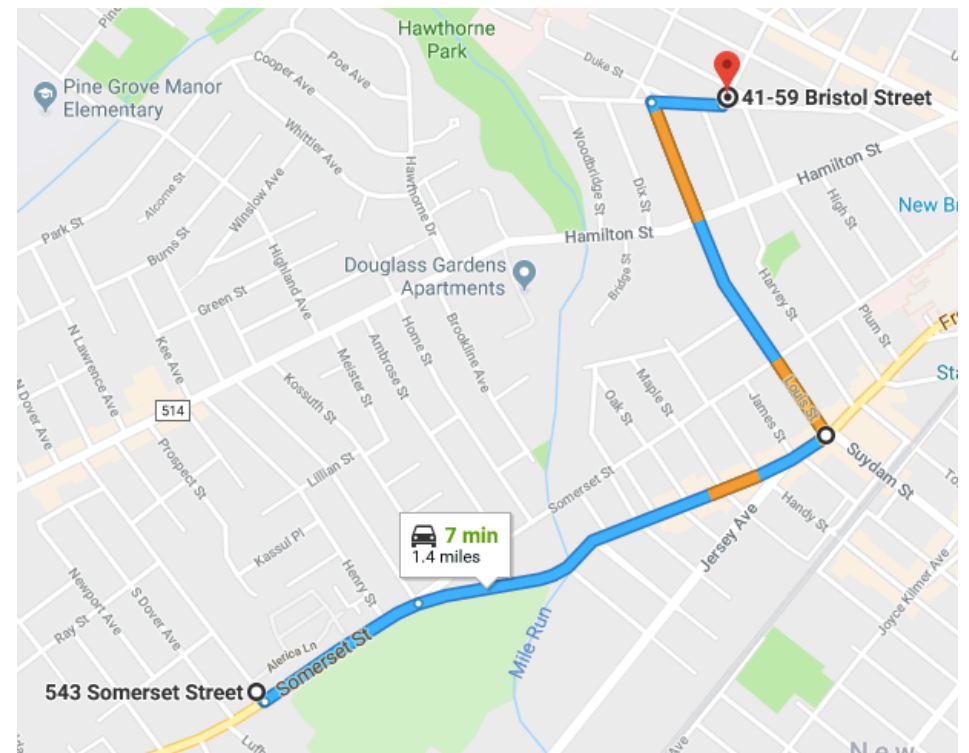 Pine
Hawthorne
Park
Poe Ave
Cooper Ave
Duke St
Pine Grove Manor
Elementary
41-59 Bristol Street
Whittier Ave
Woodbridge St
Hawthorne Dr
Alcorne St
Winslow Ave
Dix St
Hamilton St
High St
New Br
Park St
Burns St
Hamilton St
Highland Ave
Bridge St
Douglass Gardens
Apartments
Harvey St
Green St
Plum St
Brookline Ave
Home St
Ambrose St
Meister St
N Lawrence Ave
Kee Ave
Kossuth St
Louis St
Sta
N Dover Ave
514
Maple St
Oak St
James St
Prospect St
Lillian St
Suydam St
Somerset St
Handy St
Jersey Ave
7 min
1.4 miles
Kassul Pl
Henry St
Newport Ave
S Dover Ave
Ray St
Joyce Kilmer Ave
Mile Run
Alerica Ln
Somerset St
543 Somerset Street
Ave
New